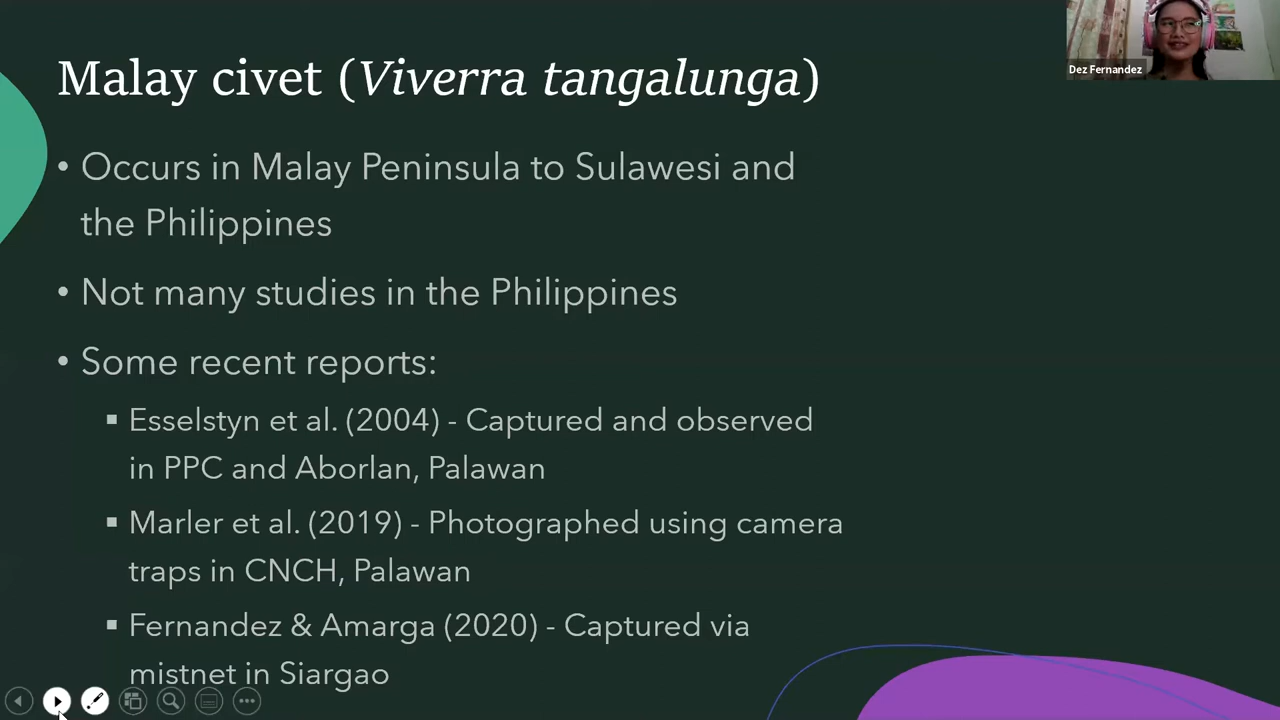 Malay civet (Viverra tangalunga)
Dez Fernandez
• Occurs in Malay Peninsula to Sulawesi and
the Philippines
• Not many studies in the Philippines
• Some recent reports:
▪ Esselstyn et al. (2004) - Captured and observed
in PPC and Aborlan, Palawan
▪ Marler et al. (2019) - Photographed using camera
traps in CNCH, Palawan
▪ Fernandez & Amarga (2020) - Captured via
mistnet in Siargao